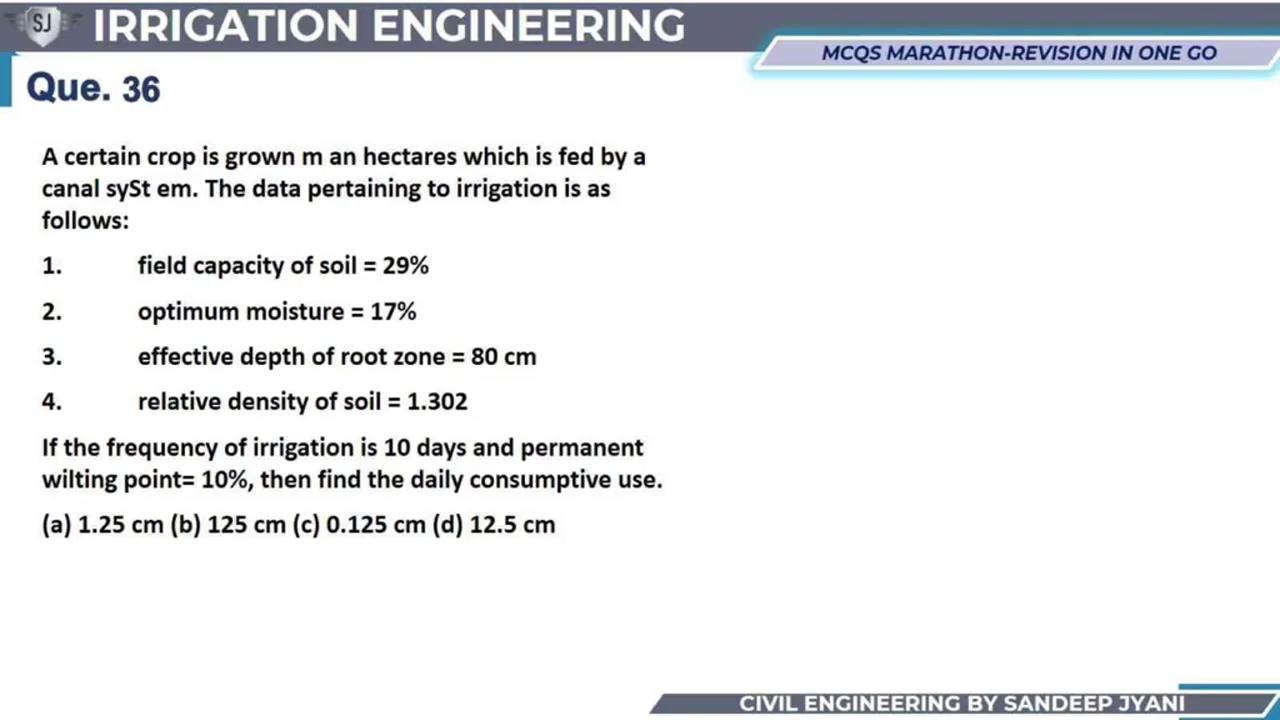 SJ
IRRIGATION ENGINEERING
MCQS MARATHON-REVISION IN ONE GO
Que. 36
A certain crop is grown m an hectares which is fed by a
canal sySt em. The data pertaining to irrigation is as
follows:
1. field capacity of soil = 29%
2. optimum moisture = 17%
3. effective depth of root zone = 80 cm
4. relative density of soil = 1.302
If the frequency of irrigation is 10 days and permanent
wilting point= 10%, then find the daily consumptive use.
(a) 1.25 cm (b) 125 cm (c) 0.125 cm (d) 12.5 cm
CIVIL ENGINEERING BY SANDEEP JYANI